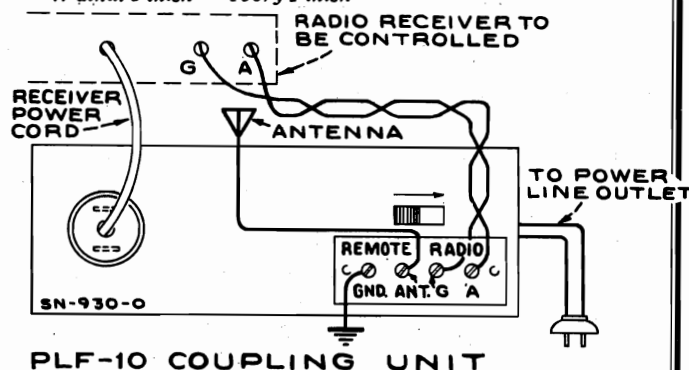 RADIO RECEIVER TO
BE CONTROLLED
G A
RECEIVER
POWER
CORD
ANTENNA
TO POWER
LINE OUTLET
REMOTE RADIO
GND. ANT. G A
SN-930-0
PLF-10 COUPLING UNIT